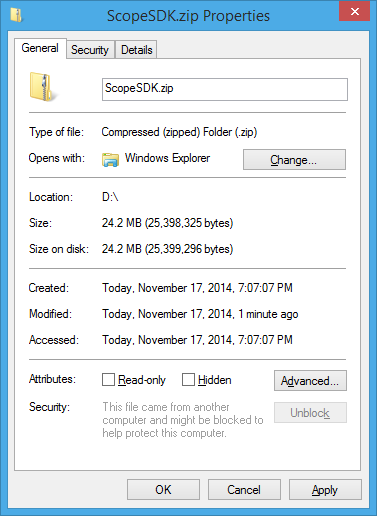 ScopeSDK.zip Properties
General Security Details
ScopeSDK.zip
Type of file: Compressed (zipped) Folder (.zip)
Opens with: Windows Explorer Change...
Location: D:\
Size: 24.2 MB (25,398,325 bytes)
Size on disk: 24.2 MB (25,399,296 bytes)
Created: Today, November 17, 2014, 7:07:07 PM
Modified: Today, November 17, 2014, 1 minute ago
Accessed: Today, November 17, 2014, 7:07:07 PM
Attributes: Read-only Hidden Advanced...
Security: This file came from another
computer and might be blocked to
help protect this computer.
Unblock
OK Cancel Apply